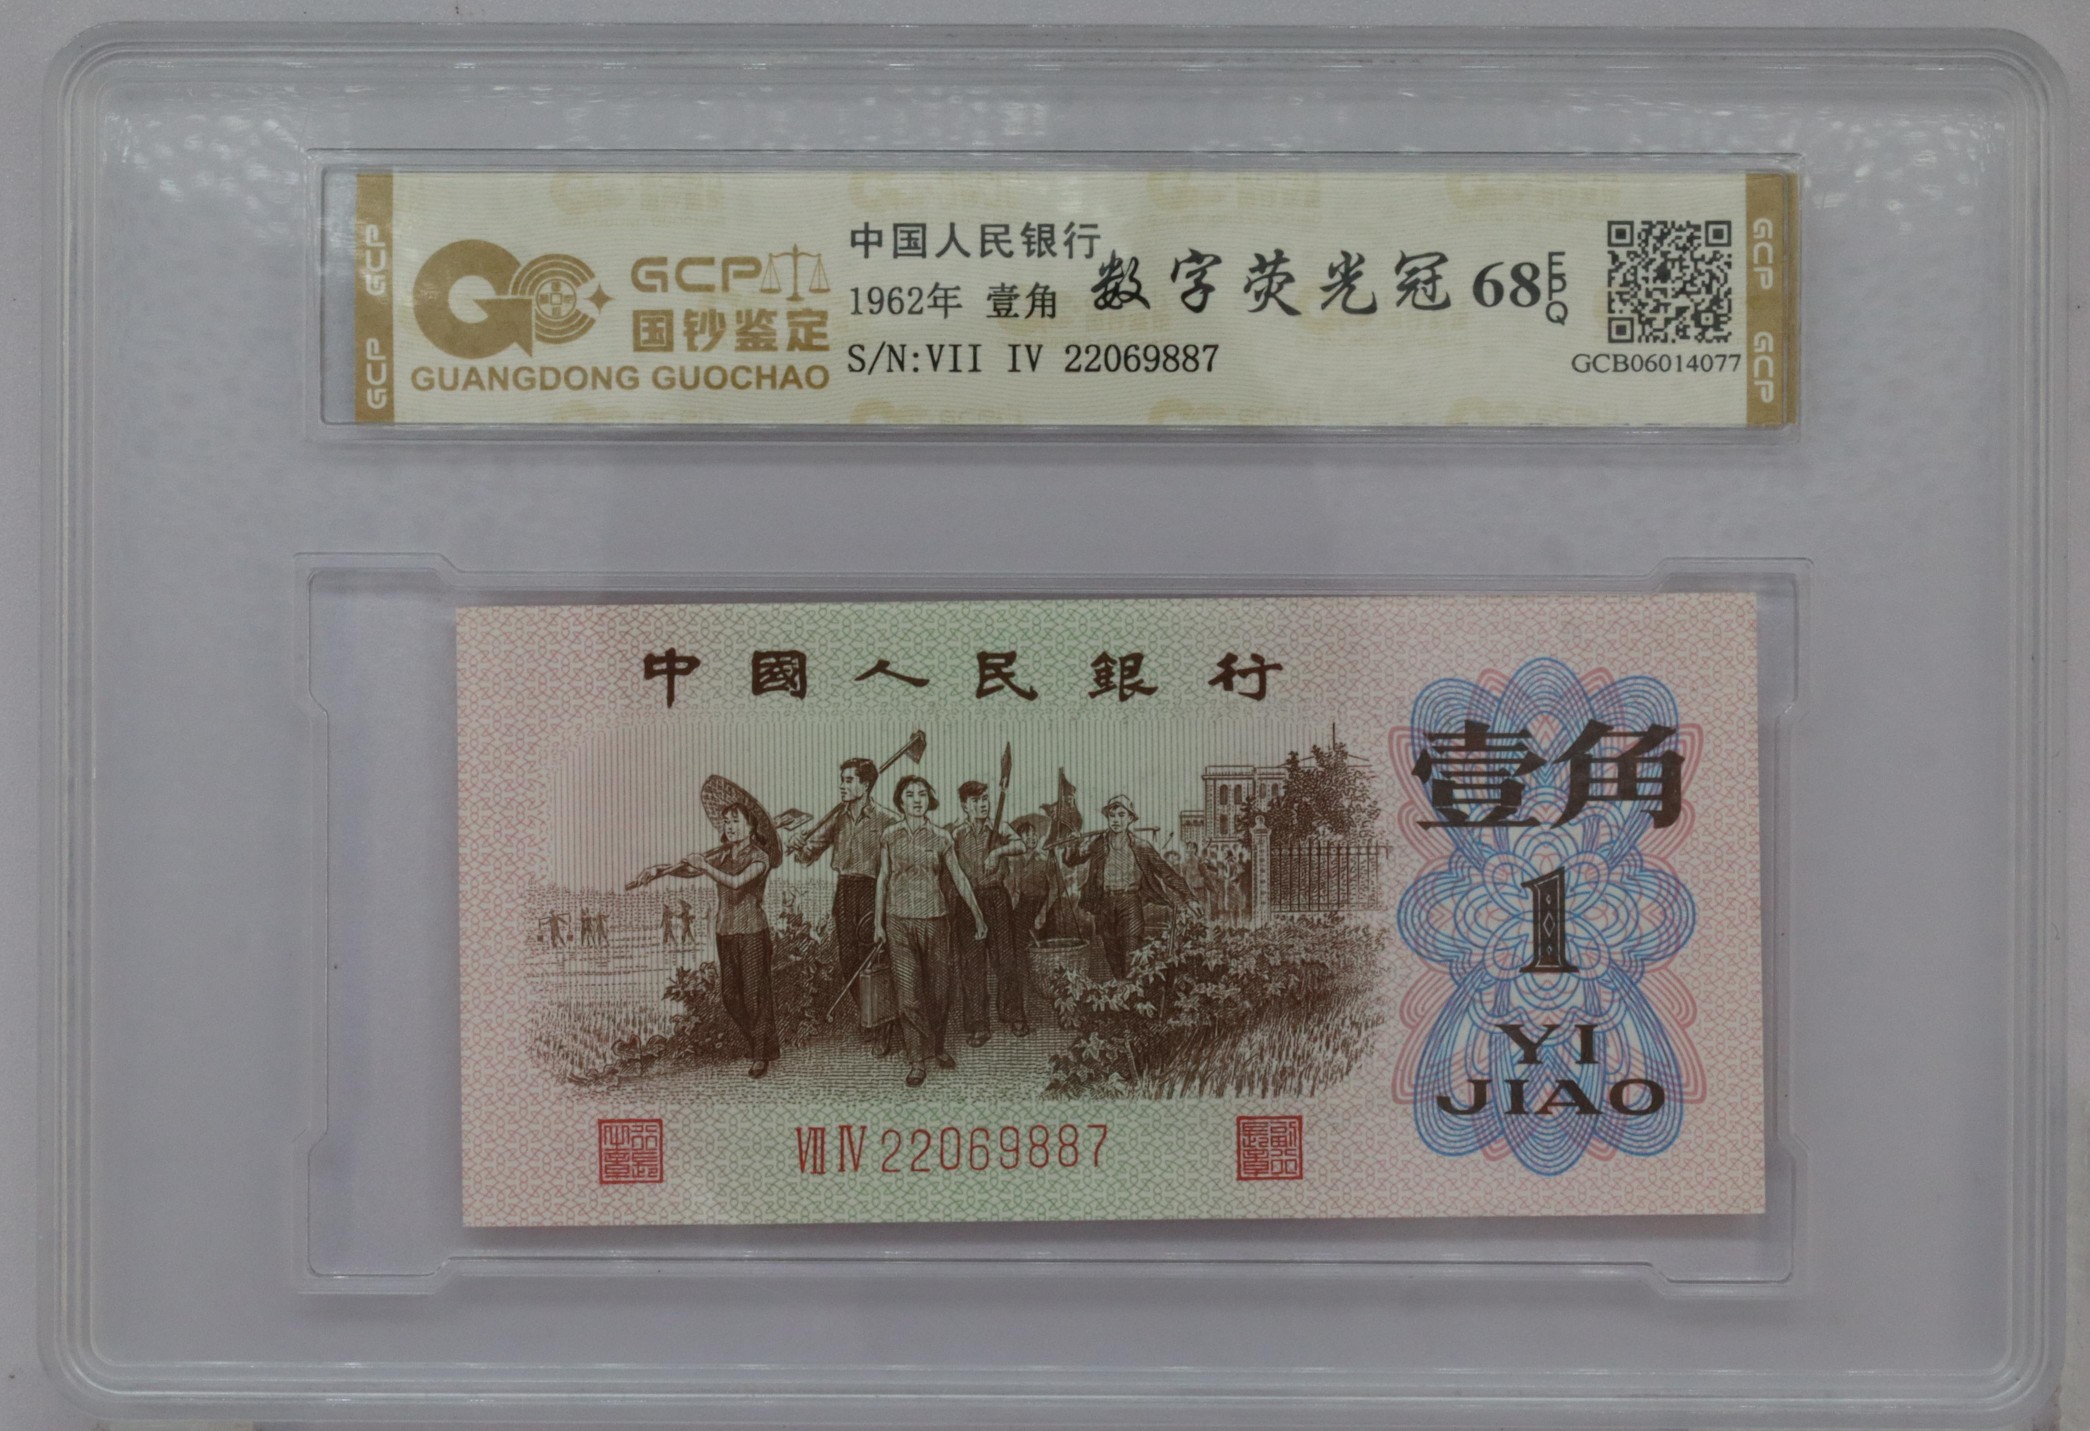 GCP
GCP
GCP
国钞鉴定
GUANGDONG GUOCHAO
中国人民银行
1962年 壹角
数字荧光冠 68 EPQ
S/N:VII IV 22069887
GCB06014077
GCP
GCP
中國人民銀行
壹角
1
YI
JIAO
VII IV 22069887